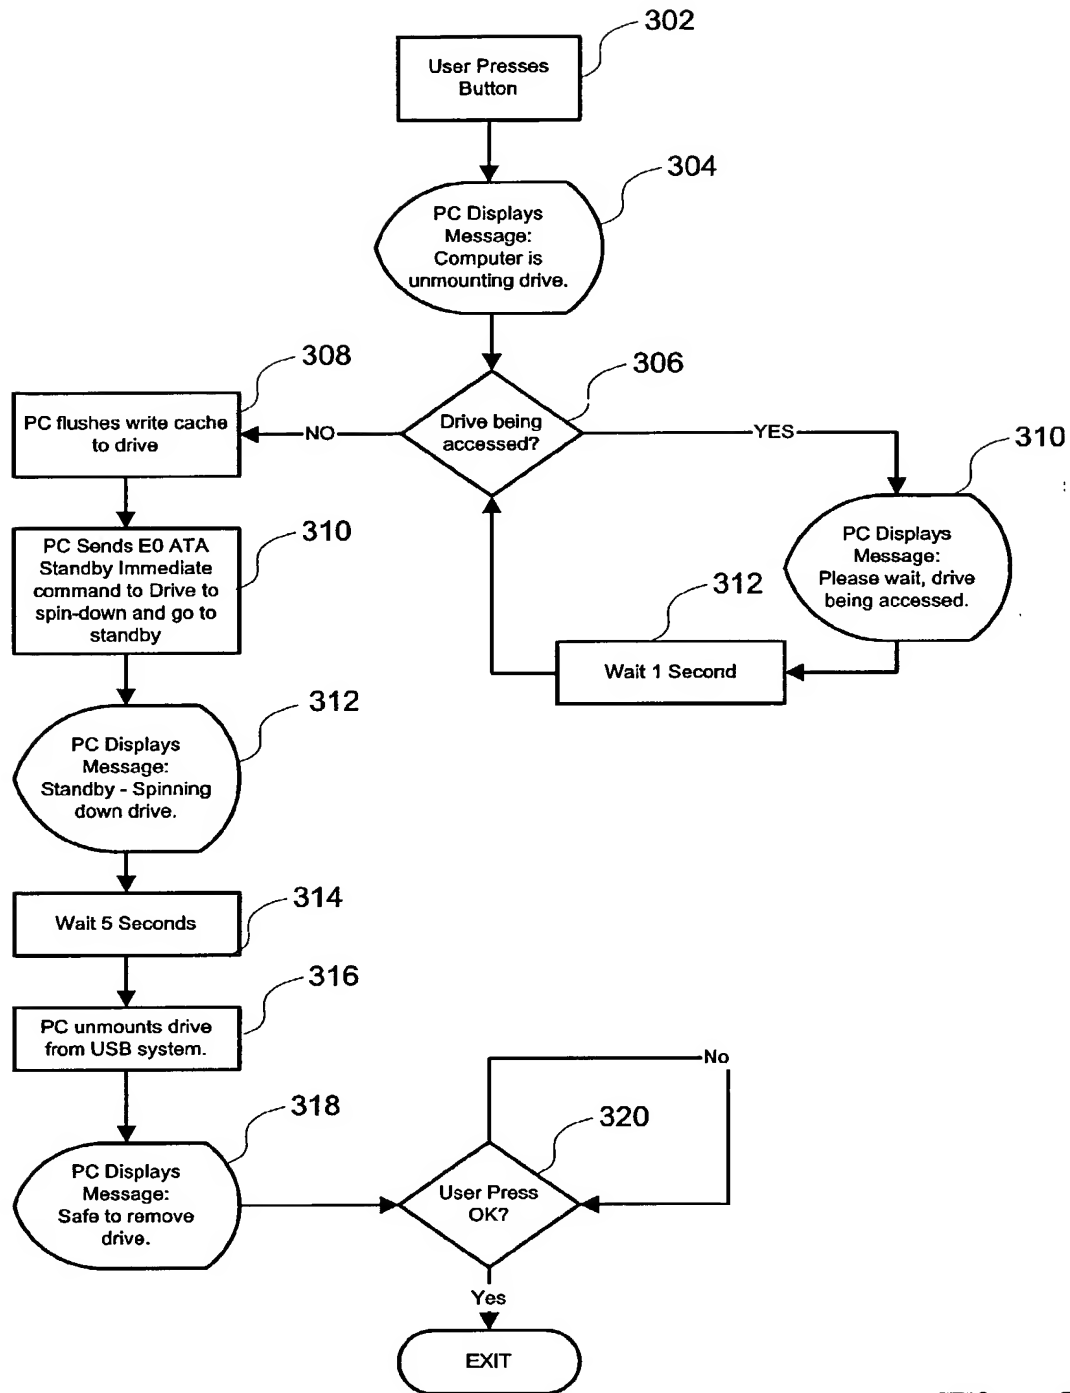 302
User Presses
Button
304
PC Displays
Message:
Computer is
unmounting drive.
306
Drive being
accessed?
NO
YES
308
PC flushes write cache
to drive
310
PC Displays
Message:
Please wait, drive
being accessed.
310
PC Sends E0 ATA
Standby Immediate
command to Drive to
spin-down and go to
standby
312
Wait 1 Second
312
PC Displays
Message:
Standby - Spinning
down drive.
314
Wait 5 Seconds
316
PC unmounts drive
from USB system.
318
PC Displays
Message:
Safe to remove
drive.
320
User Press
OK?
No
Yes
EXIT